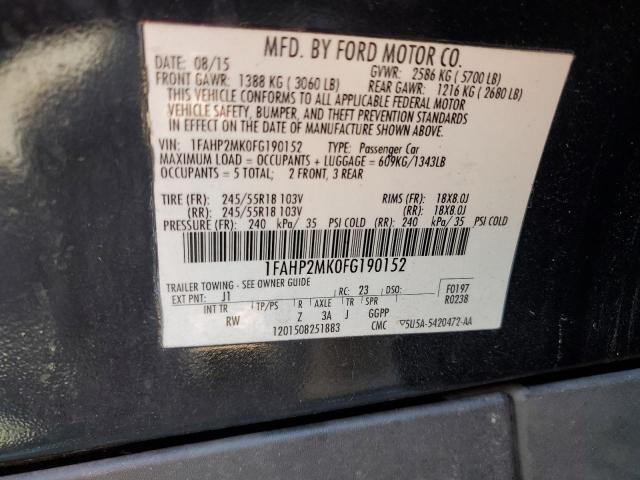 MFD. BY FORD MOTOR CO.
DATE: 08/15 GVWR: 2586 KG ( 5700 LB)
FRONT GAWR: 1388 KG ( 3060 LB) REAR GAWR: 1216 KG ( 2680 LB)
THIS VEHICLE CONFORMS TO ALL APPLICABLE FEDERAL MOTOR
VEHICLE SAFETY, BUMPER, AND THEFT PREVENTION STANDARDS
IN EFFECT ON THE DATE OF MANUFACTURE SHOWN ABOVE.
VIN: 1FAHP2MK0FG190152 TYPE: Passenger Car
MAXIMUM LOAD = OCCUPANTS + LUGGAGE = 609KG/1343LB
OCCUPANTS = 5 TOTAL; 2 FRONT, 3 REAR
TIRE (FR): 245/55R18 103V RIMS (FR): 18X8.0J
(RR): 245/55R18 103V (RR): 18X8.0J
PRESSURE (FR): 240 kPa/ 35 PSI COLD (RR): 240 kPa/ 35 PSI COLD
1FAHP2MK0FG190152
TRAILER TOWING - SEE OWNER GUIDE
EXT PNT: J1 RC: 23 DSO: F0197
INT TR TP/PS R AXLE TR SPR R0238
RW Z 3A J GGPP
1201508251883 CMC ▽5U5A-5420472-AA